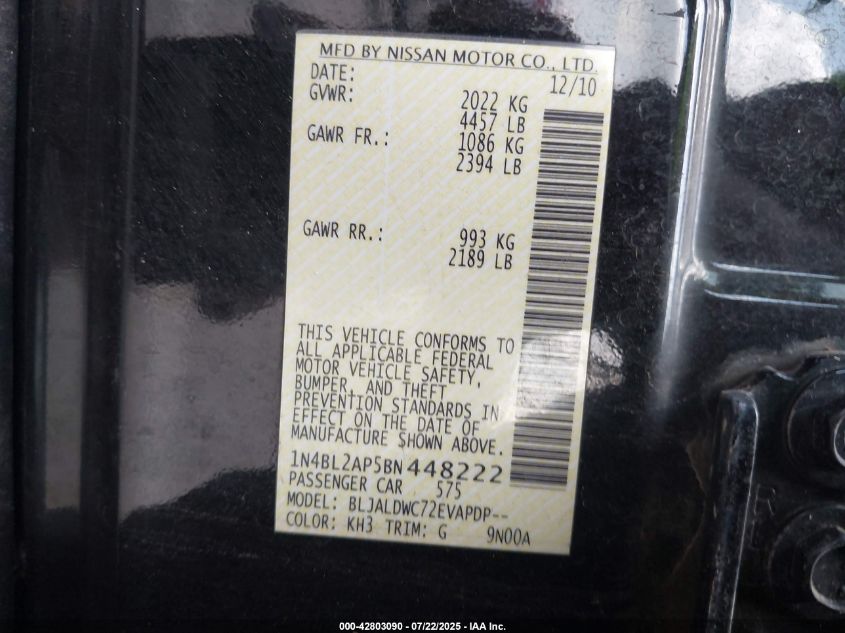 MFD BY NISSAN MOTOR CO., LTD.
DATE: 12/10
GVWR: 2022 KG
4457 LB
GAWR FR.: 1086 KG
2394 LB
GAWR RR.: 993 KG
2189 LB
THIS VEHICLE CONFORMS TO
ALL APPLICABLE FEDERAL
MOTOR VEHICLE SAFETY,
BUMPER, AND THEFT
PREVENTION STANDARDS IN
EFFECT ON THE DATE OF
MANUFACTURE SHOWN ABOVE.
1N4BL2AP5BN448222
PASSENGER CAR 575
MODEL: BLJALDWC72EVAPDP--
COLOR: KH3 TRIM: G 9N00A
R
000-42803090 - 07/22/2025 - IAA Inc.